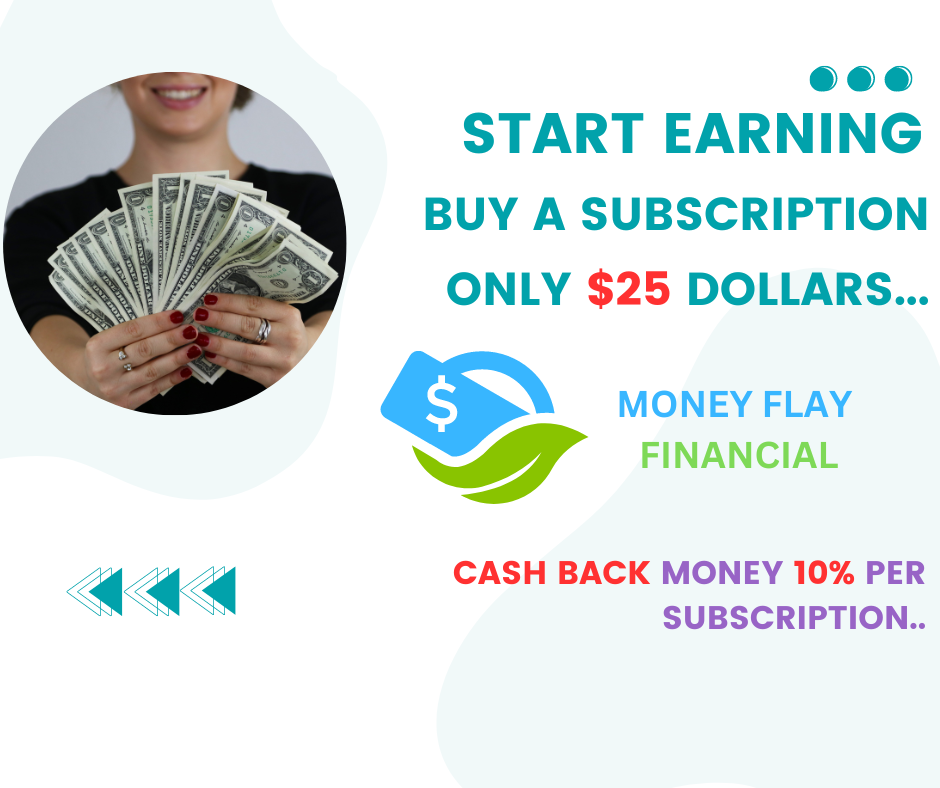 START EARNING
BUY A SUBSCRIPTION
ONLY $25 DOLLARS...
$
MONEY FLAY
FINANCIAL
CASH BACK MONEY 10% PER
SUBSCRIPTION..